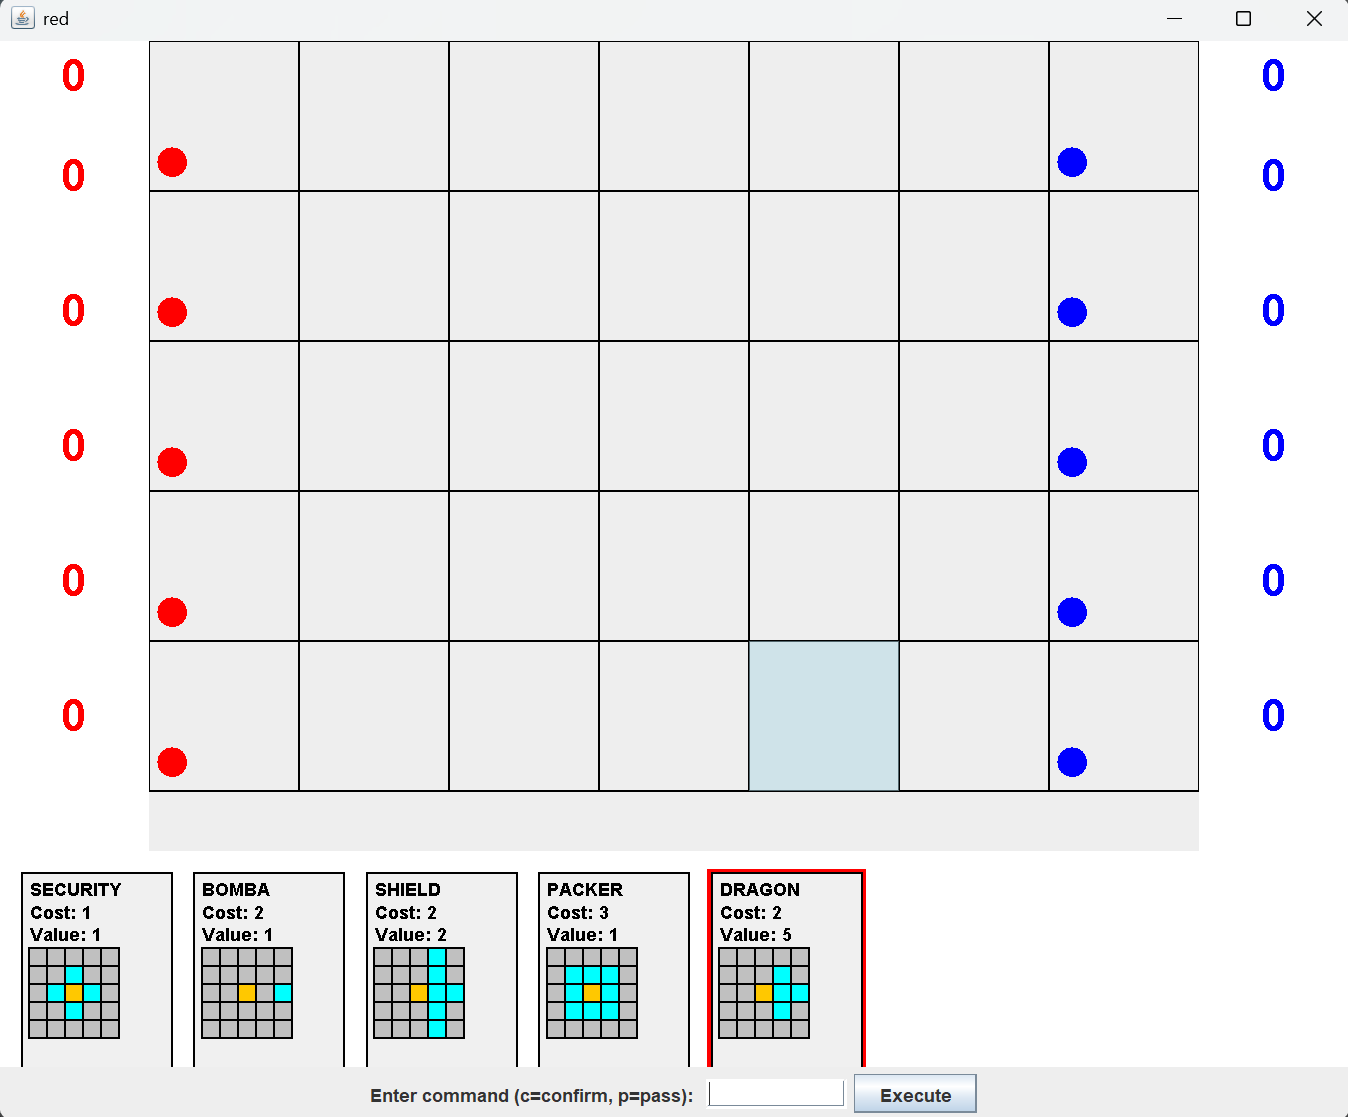 red
0 0
0 0
0 0
0 0
0 0
0 0
SECURITY
Cost: 1
Value: 1
BOMBA
Cost: 2
Value: 1
SHIELD
Cost: 2
Value: 2
PACKER
Cost: 3
Value: 1
DRAGON
Cost: 2
Value: 5
Enter command (c=confirm, p=pass):
Execute